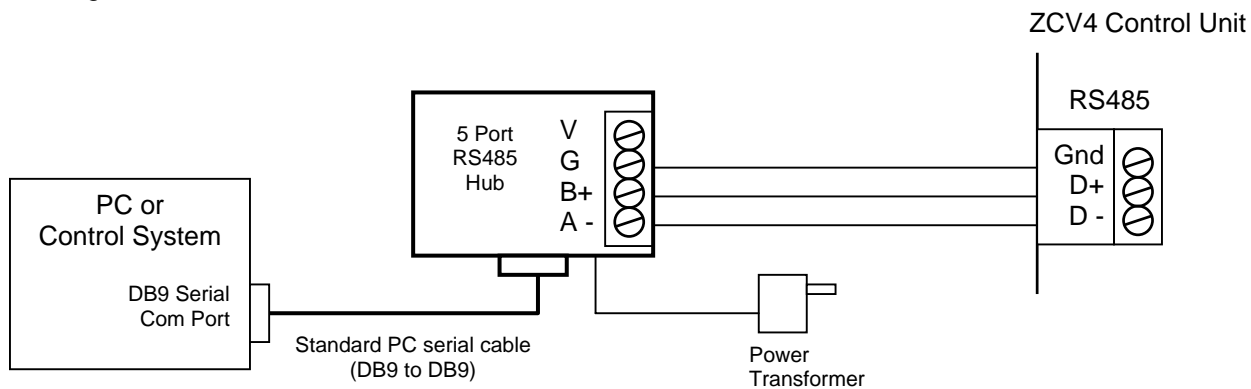 ZCV4 Control Unit
RS485
5 Port
RS485
Hub
V
G
B+
A -
Gnd
D+
D -
PC or
Control System
DB9 Serial
Com Port
Standard PC serial cable
(DB9 to DB9)
Power
Transformer